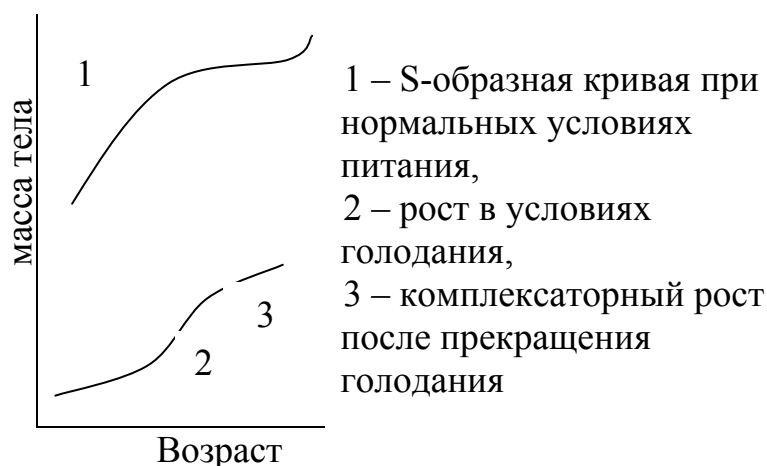 1
2
3
масса тела
Возраст
1 – S-образная кривая при
нормальных условиях
питания,
2 – рост в условиях
голодания,
3 – комплексаторный рост
после прекращения
голодания